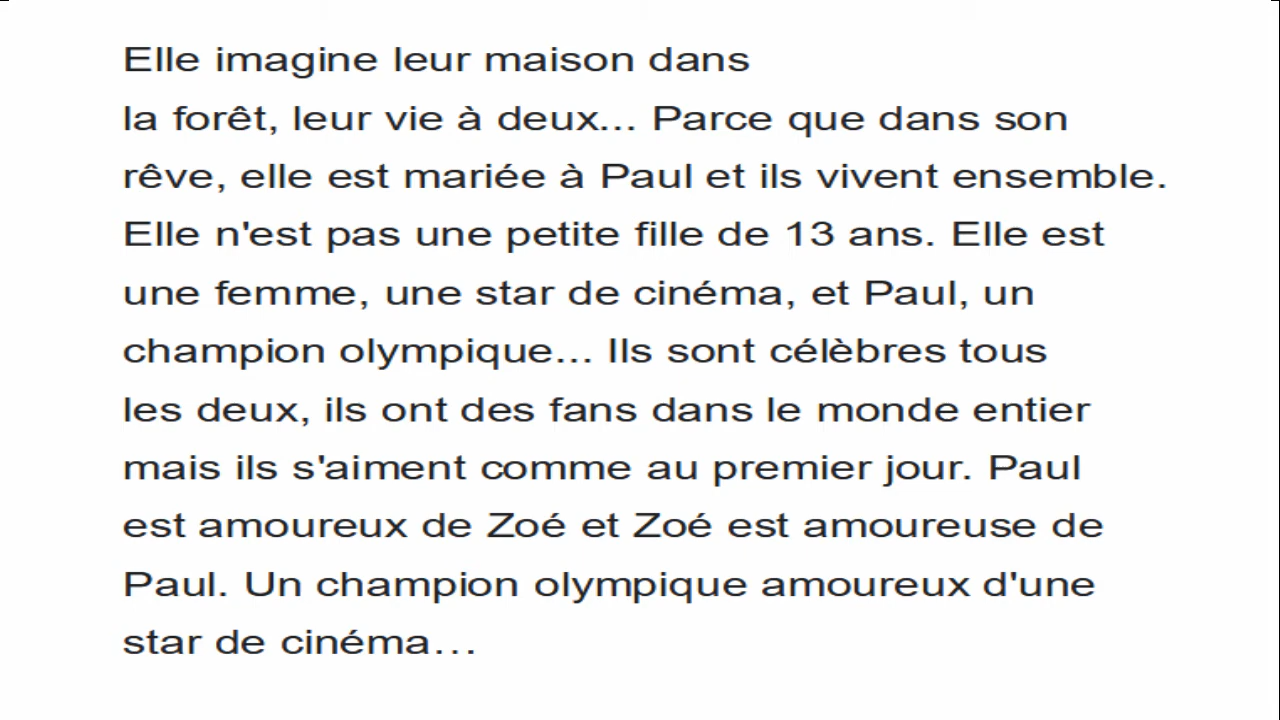 Elle imagine leur maison dans
la forêt, leur vie à deux... Parce que dans son
rêve, elle est mariée à Paul et ils vivent ensemble.
Elle n'est pas une petite fille de 13 ans. Elle est
une femme, une star de cinéma, et Paul, un
champion olympique... Ils sont célèbres tous
les deux, ils ont des fans dans le monde entier
mais ils s'aiment comme au premier jour. Paul
est amoureux de Zoé et Zoé est amoureuse de
Paul. Un champion olympique amoureux d'une
star de cinéma…